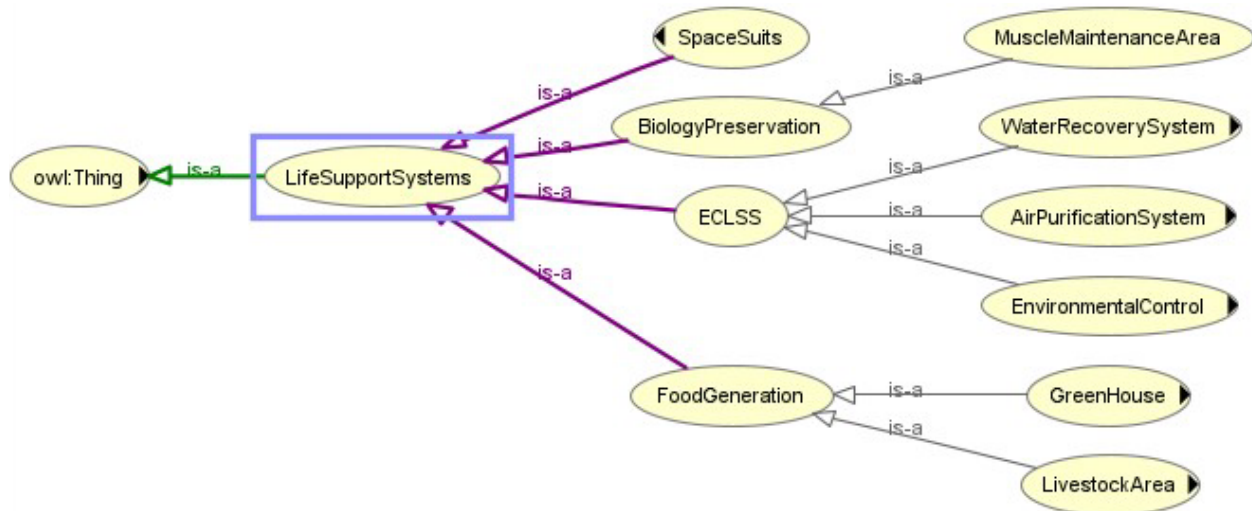 SpaceSuits
MuscleMaintenanceArea
is-a
is-a
BiologyPreservation
WaterRecoverySystem
is-a
is-a
owl:Thing
is-a
LifeSupportSystems
is-a
ECLSS
is-a
AirPurificationSystem
is-a
is-a
EnvironmentalControl
FoodGeneration
is-a
GreenHouse
is-a
LivestockArea